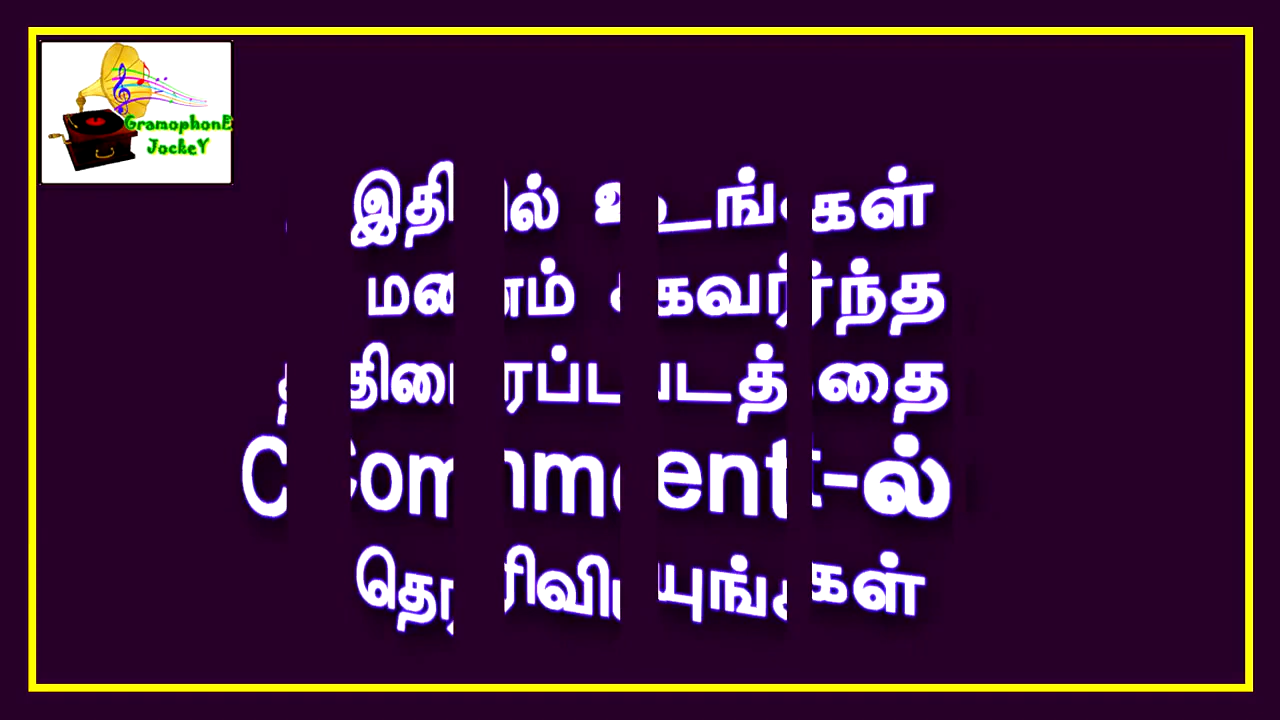 GramophonE
JockeY
இதில் உங்கள்
மனம் கவர்ந்த
திரைப்படத்தை
Comment-ல்
தெரிவியுங்கள்